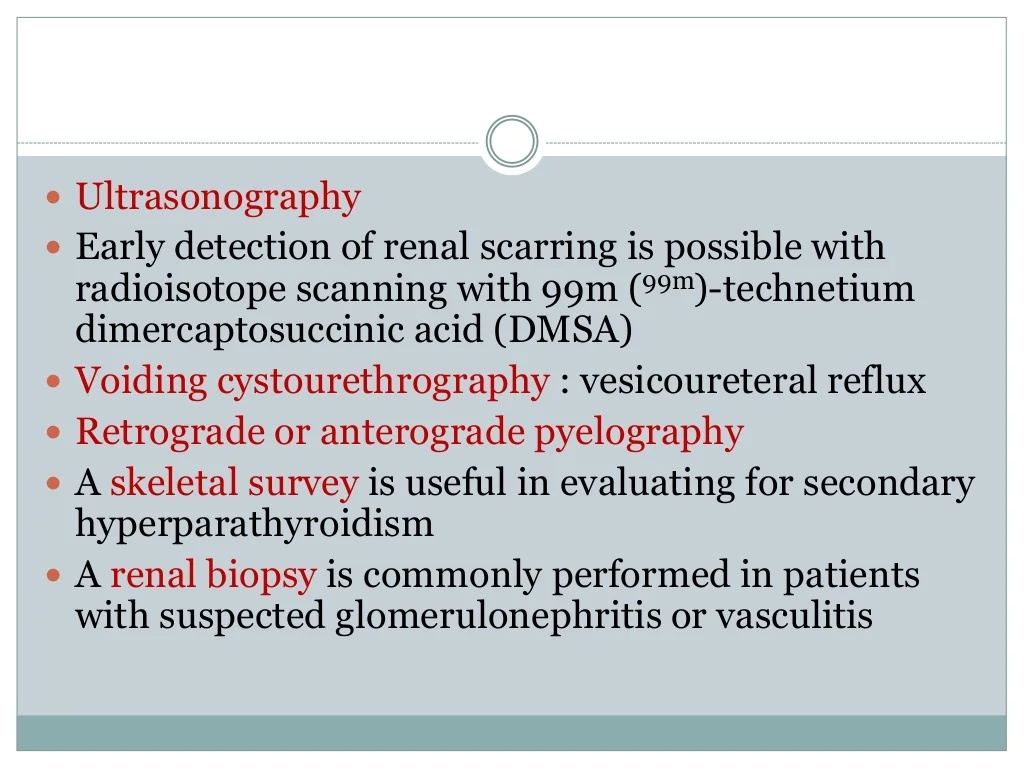 • Ultrasonography
• Early detection of renal scarring is possible with
radioisotope scanning with 99m (99m)-technetium
dimercaptosuccinic acid (DMSA)
• Voiding cystourethrography : vesicoureteral reflux
• Retrograde or anterograde pyelography
• A skeletal survey is useful in evaluating for secondary
hyperparathyroidism
• A renal biopsy is commonly performed in patients
with suspected glomerulonephritis or vasculitis